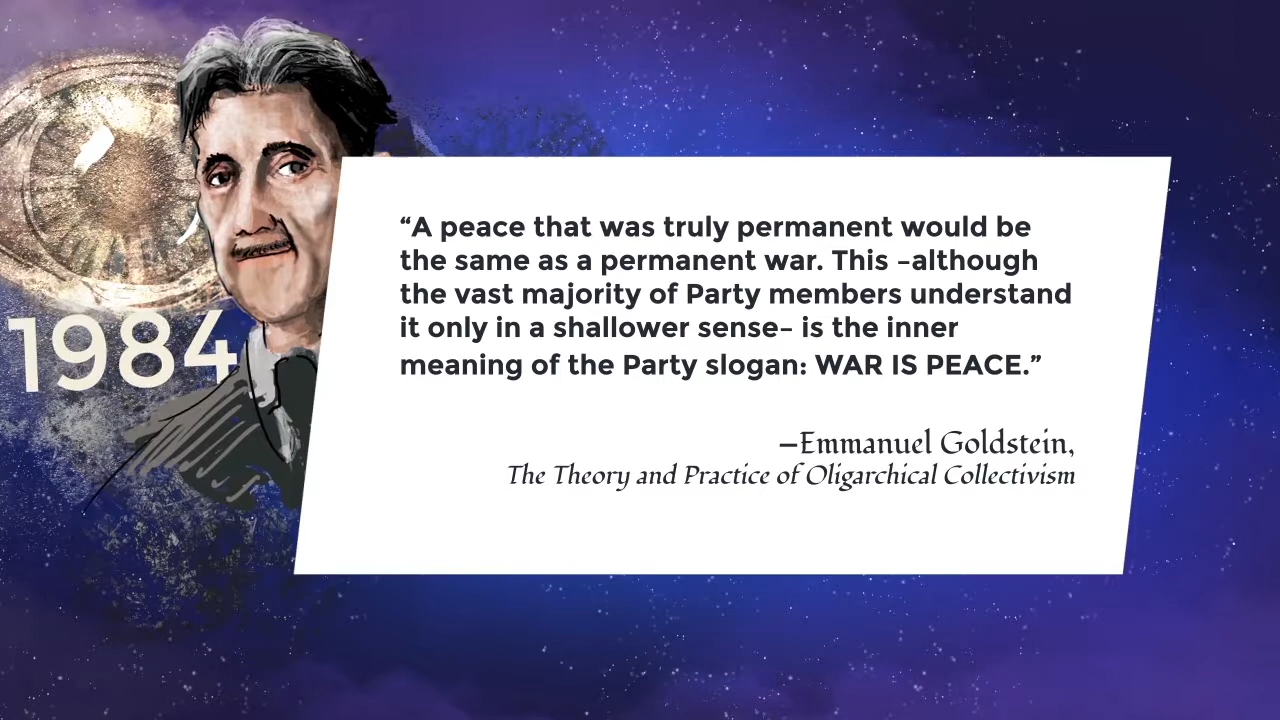 “A peace that was truly permanent would be
the same as a permanent war. This –although
the vast majority of Party members understand
it only in a shallower sense– is the inner
meaning of the Party slogan: WAR IS PEACE.”
—Emmanuel Goldstein,
The Theory and Practice of Oligarchical Collectivism
1984